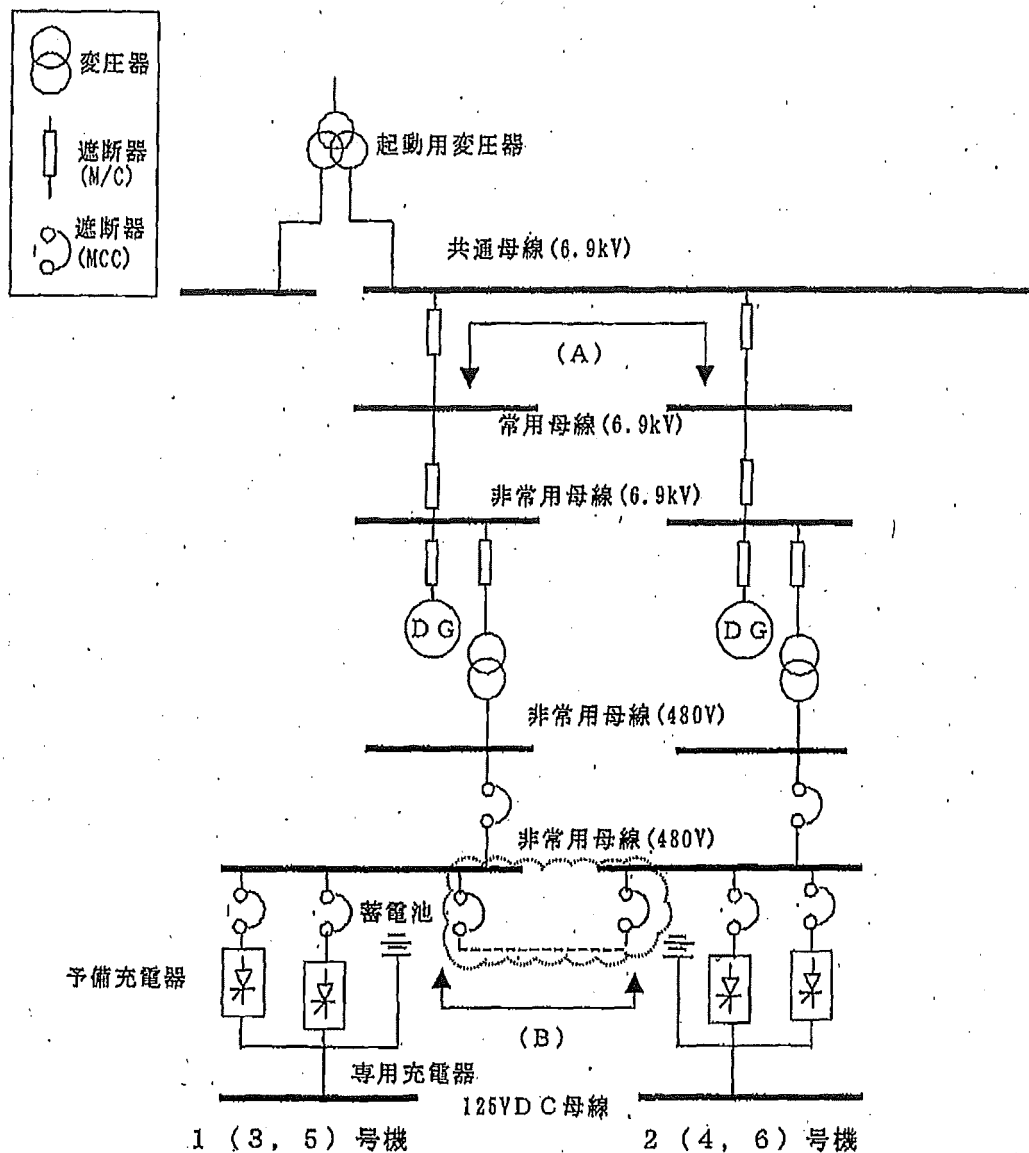 変圧器
遮断器
(M/C)
遮断器
(MCC)
起動用変圧器
共通母線(6.9kV)
(A)
常用母線(6.9kV)
非常用母線(6.9kV)
DG
DG
非常用母線(480V)
非常用母線(480V)
蓄電池
予備充電器
(B)
専用充電器
125VDC母線
1(3,5)号機
2(4,6)号機